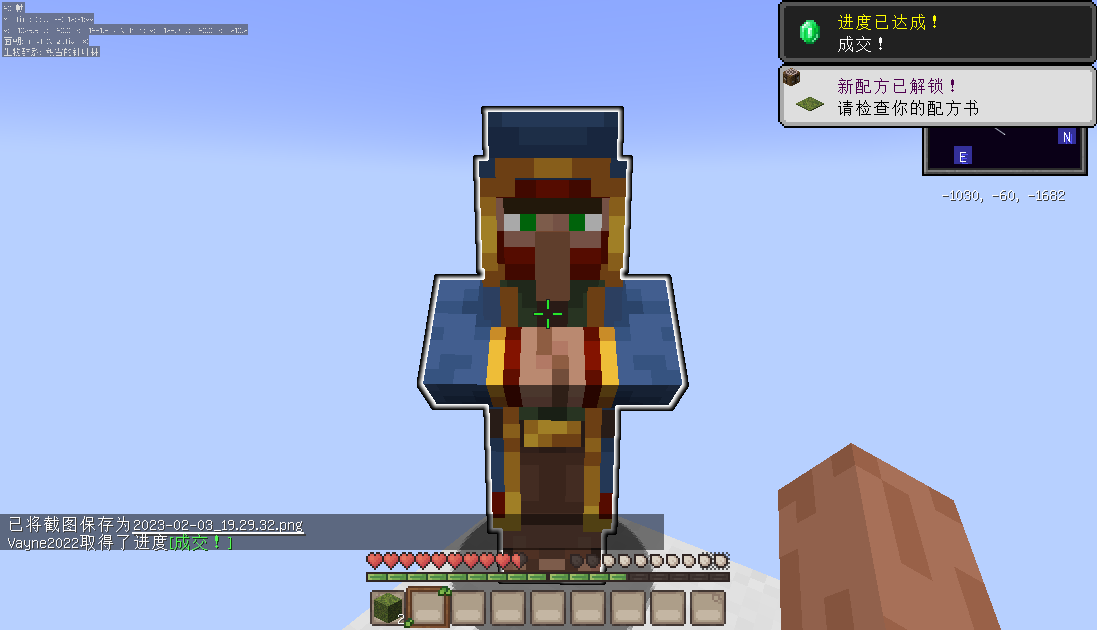 进度已达成！
成交！
新配方已解锁！
请检查你的配方书
N
E
-1030, -60, -1682
已将截图保存为2023-02-03_19.29.32.png
Vayne2022取得了进度[成交！]
2